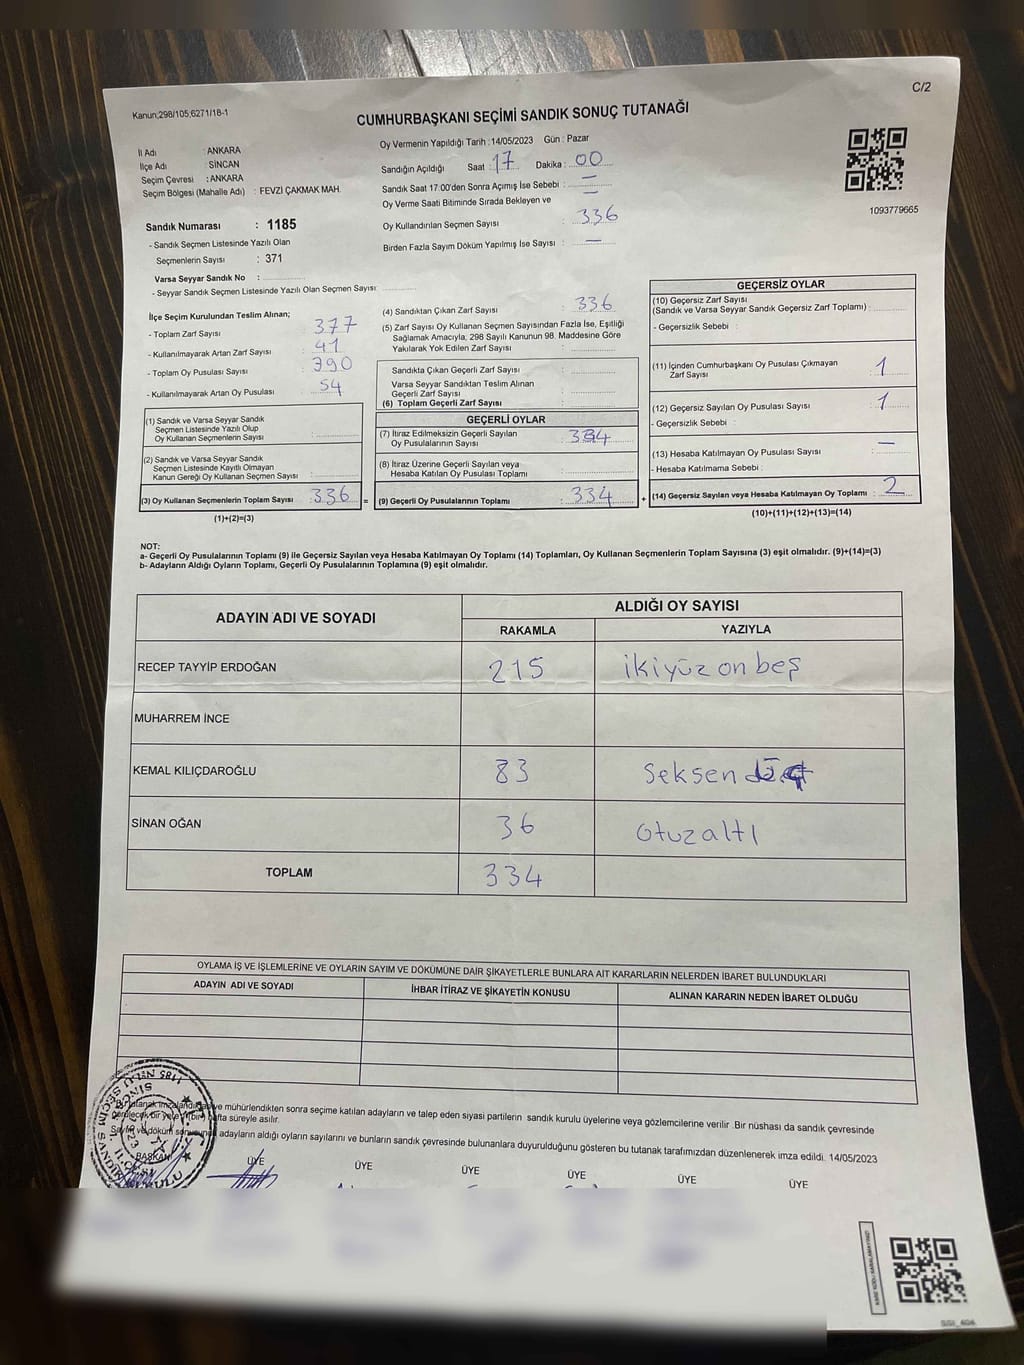 C/2
Kanun;298/105;6271/18-1
CUMHURBAŞKANI SEÇİMİ SANDIK SONUÇ TUTANAĞI
İl Adı : ANKARA
İlçe Adı : SİNCAN
Seçim Çevresi : ANKARA
Seçim Bölgesi (Mahalle Adı) : FEVZİ ÇAKMAK MAH.
Oy Vermenin Yapıldığı Tarih :14/05/2023 Gün : Pazar
Sandığın Açıldığı Saat : 17 Dakika : 00
Sandık Saat 17:00'den Sonra Açımış İse Sebebi : —
Oy Verme Saati Bitiminde Sırada Bekleyen ve —
Oy Kullandırılan Seçmen Sayısı : 336
Birden Fazla Sayım Döküm Yapılmış İse Sayısı : —
1093779665
Sandık Numarası : 1185
- Sandık Seçmen Listesinde Yazılı Olan
Seçmenlerin Sayısı : 371
Varsa Seyyar Sandık No :
- Seyyar Sandık Seçmen Listesinde Yazılı Olan Seçmen Sayısı:
İlçe Seçim Kurulundan Teslim Alınan;
- Toplam Zarf Sayısı : 377
- Kullanılmayarak Artan Zarf Sayısı : 41
- Toplam Oy Pusulası Sayısı : 390
- Kullanılmayarak Artan Oy Pusulası : 54
(1) Sandık ve Varsa Seyyar Sandık
Seçmen Listesinde Yazılı Olup
Oy Kullanan Seçmenlerin Sayısı :
(2) Sandık ve Varsa Seyyar Sandık
Seçmen Listesinde Kayıtlı Olmayan
Kanun Gereği Oy Kullanan Seçmen Sayısı :
(3) Oy Kullanan Seçmenlerin Toplam Sayısı : 336 =
(1)+(2)=(3)
(4) Sandıktan Çıkan Zarf Sayısı : 336
(5) Zarf Sayısı Oy Kullanan Seçmen Sayısından Fazla İse, Eşitliği
Sağlamak Amacıyla; 298 Sayılı Kanunun 98. Maddesine Göre
Yakılarak Yok Edilen Zarf Sayısı :
Sandıkta Çıkan Geçerli Zarf Sayısı :
Varsa Seyyar Sandıktan Teslim Alınan
Geçerli Zarf Sayısı :
(6) Toplam Geçerli Zarf Sayısı :
GEÇERLİ OYLAR
(7) İtiraz Edilmeksizin Geçerli Sayılan
Oy Pusulalarının Sayısı : 334
(8) İtiraz Üzerine Geçerli Sayılan veya
Hesaba Katılan Oy Pusulası Toplamı :
(9) Geçerli Oy Pusulalarının Toplamı : 334 +
GEÇERSİZ OYLAR
(10) Geçersiz Zarf Sayısı
(Sandık ve Varsa Seyyar Sandık Geçersiz Zarf Toplamı) :
- Geçersizlik Sebebi :
(11) İçinden Cumhurbaşkanı Oy Pusulası Çıkmayan
Zarf Sayısı : 1
(12) Geçersiz Sayılan Oy Pusulası Sayısı : 1
- Geçersizlik Sebebi :
(13) Hesaba Katılmayan Oy Pusulası Sayısı : —
- Hesaba Katılmama Sebebi :
(14) Geçersiz Sayılan veya Hesaba Katılmayan Oy Toplamı : 2
(10)+(11)+(12)+(13)=(14)
NOT:
a- Geçerli Oy Pusulalarının Toplamı (9) ile Geçersiz Sayılan veya Hesaba Katılmayan Oy Toplamı (14) Toplamları, Oy Kullanan Seçmenlerin Toplam Sayısına (3) eşit olmalıdır. (9)+(14)=(3)
b- Adayların Aldığı Oyların Toplamı, Geçerli Oy Pusulalarının Toplamına (9) eşit olmalıdır.
ADAYIN ADI VE SOYADI
ALDIĞI OY SAYISI
RAKAMLA YAZIYLA
RECEP TAYYİP ERDOĞAN 215 ikiyüz on beş
MUHARREM İNCE
KEMAL KILIÇDAROĞLU 83 Seksen
SİNAN OĞAN 36 otuzaltı
TOPLAM 334
OYLAMA İŞ VE İŞLEMLERİNE VE OYLARIN SAYIM VE DÖKÜMÜNE DAİR ŞİKAYETLERLE BUNLARA AİT KARARLARIN NELERDEN İBARET BULUNDUKLARI
ADAYIN ADI VE SOYADI İHBAR İTİRAZ VE ŞİKAYETİN KONUSU ALINAN KARARIN NEDEN İBARET OLDUĞU
ve mühürlendikten sonra seçime katılan adayların ve talep eden siyasi partilerin sandık kurulu üyelerine veya gözlemcilerine verilir .Bir nüshası da sandık çevresinde
süreyle asılır.
adayların aldığı oyların sayılarını ve bunların sandık çevresinde bulunanlara duyurulduğunu gösteren bu tutanak tarafımızdan düzenlenerek imza edildi. 14/05/2023
BAŞKAN ÜYE ÜYE ÜYE ÜYE ÜYE ÜYE